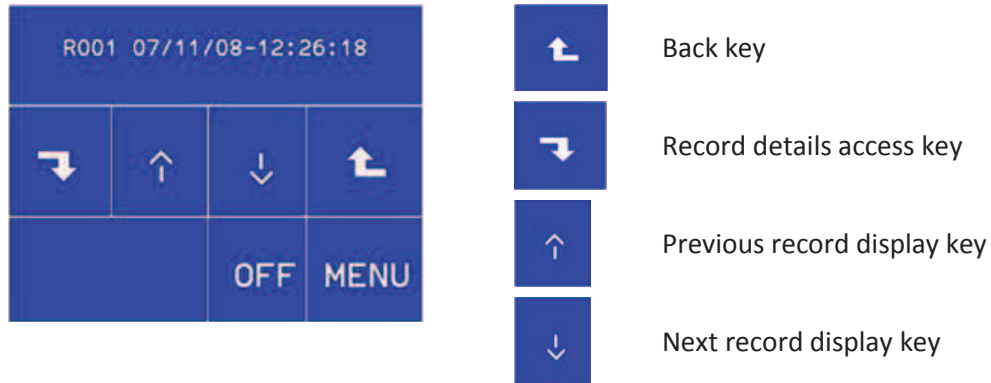 R001 07/11/08-12:26:18
OFF MENU
Back key
Record details access key
Previous record display key
Next record display key